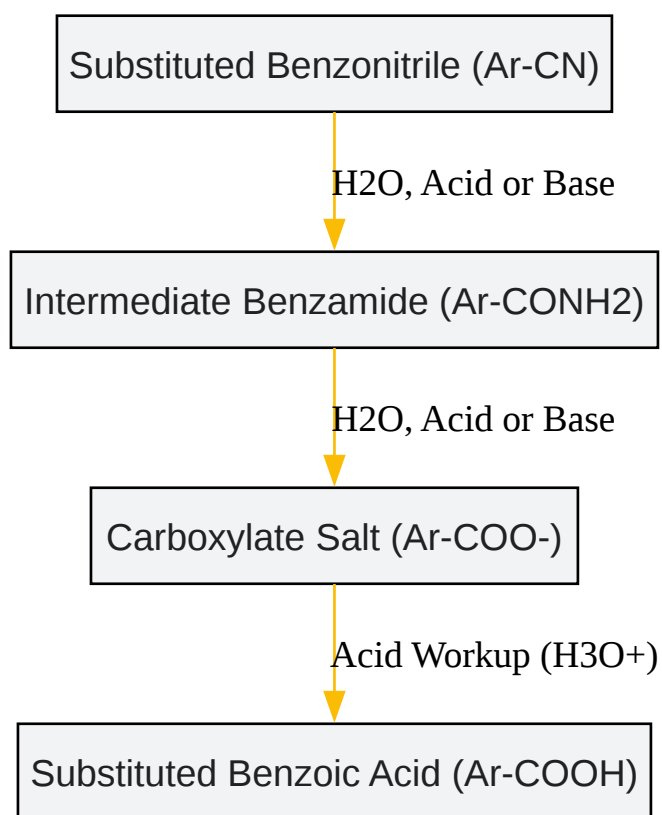 Substituted Benzonitrile (Ar-CN)
H2O, Acid or Base
Intermediate Benzamide (Ar-CONH2)
H2O, Acid or Base
Carboxylate Salt (Ar-COO-)
Acid Workup (H3O+)
Substituted Benzoic Acid (Ar-COOH)